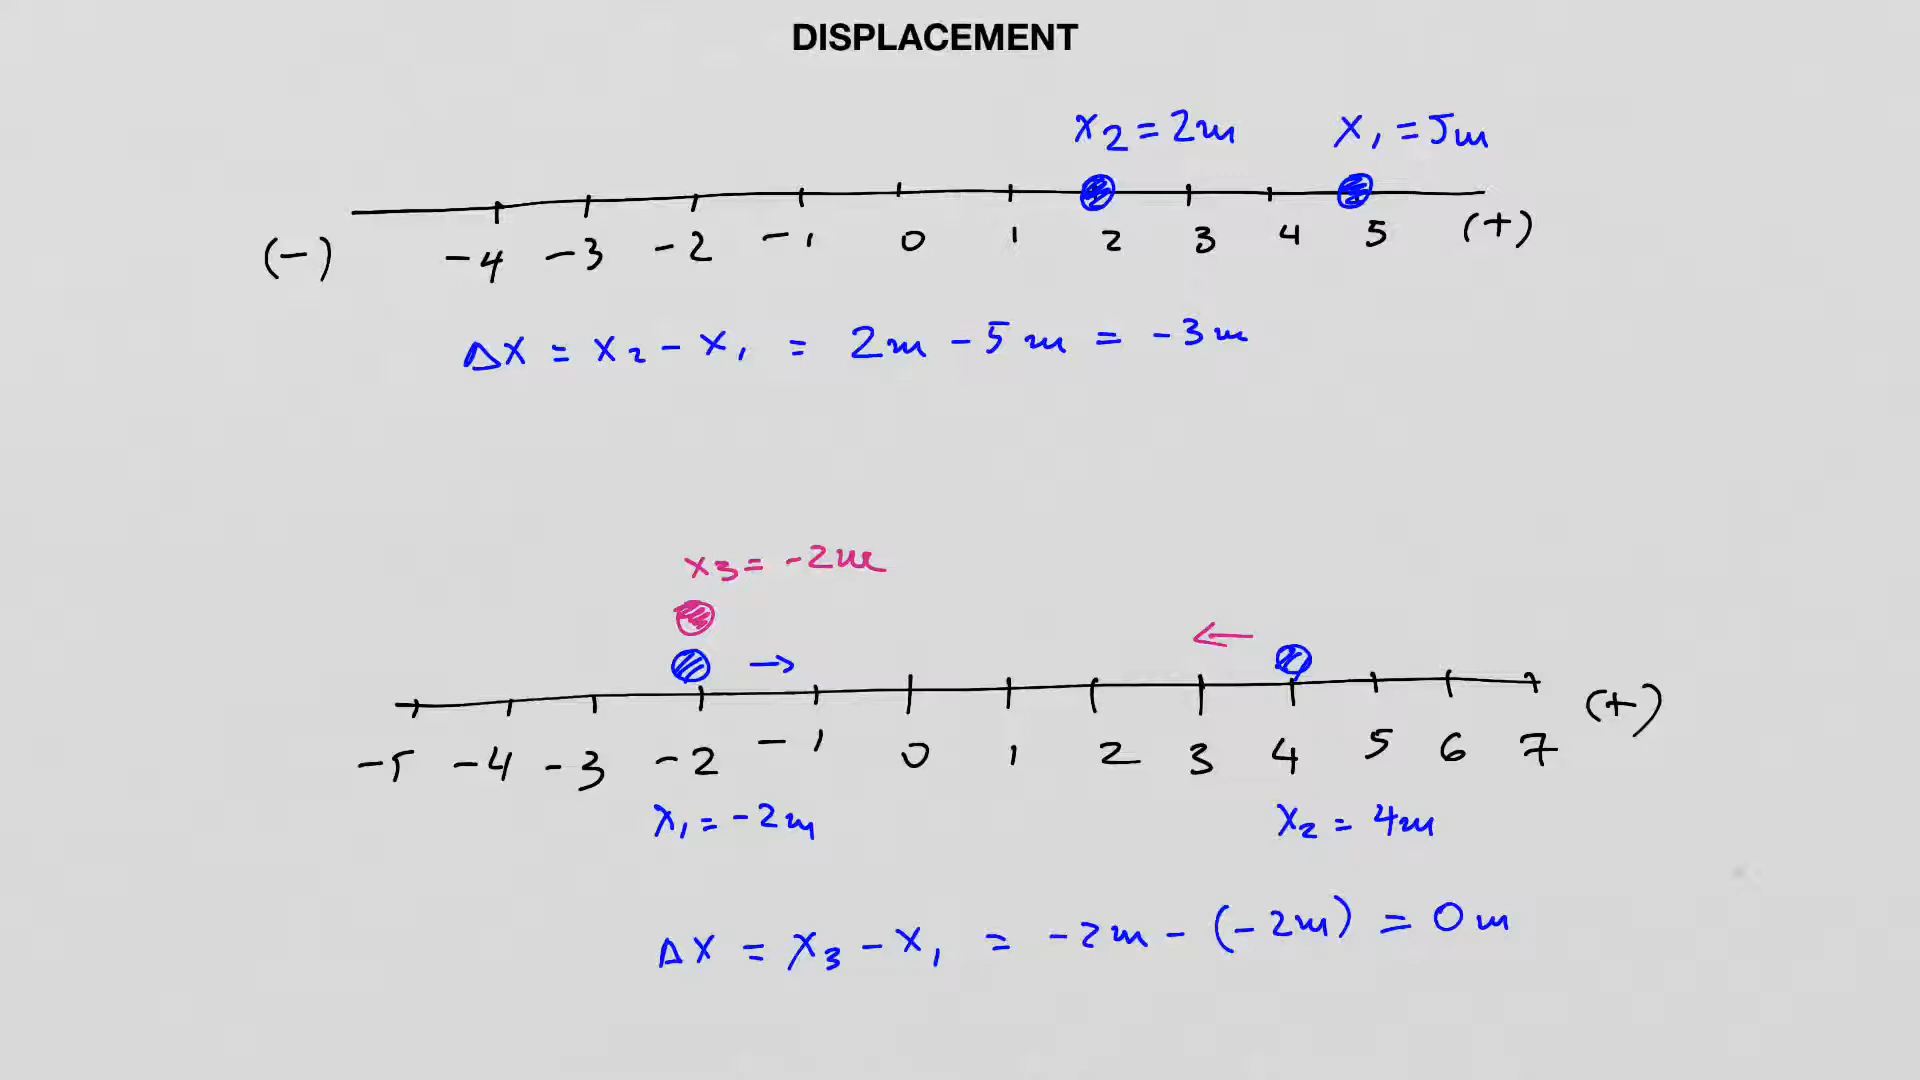 DISPLACEMENT
x₂ = 2m x₁ = 5m
(-) -4 -3 -2 -1 0 1 2 3 4 5 (+)
Δx = x₂ - x₁ = 2m - 5m = -3m
x₃ = -2m
(+)
-5 -4 -3 -2 -1 0 1 2 3 4 5 6 7
x₁ = -2m x₂ = 4m
Δx = x₃ - x₁ = -2m - (-2m) = 0m